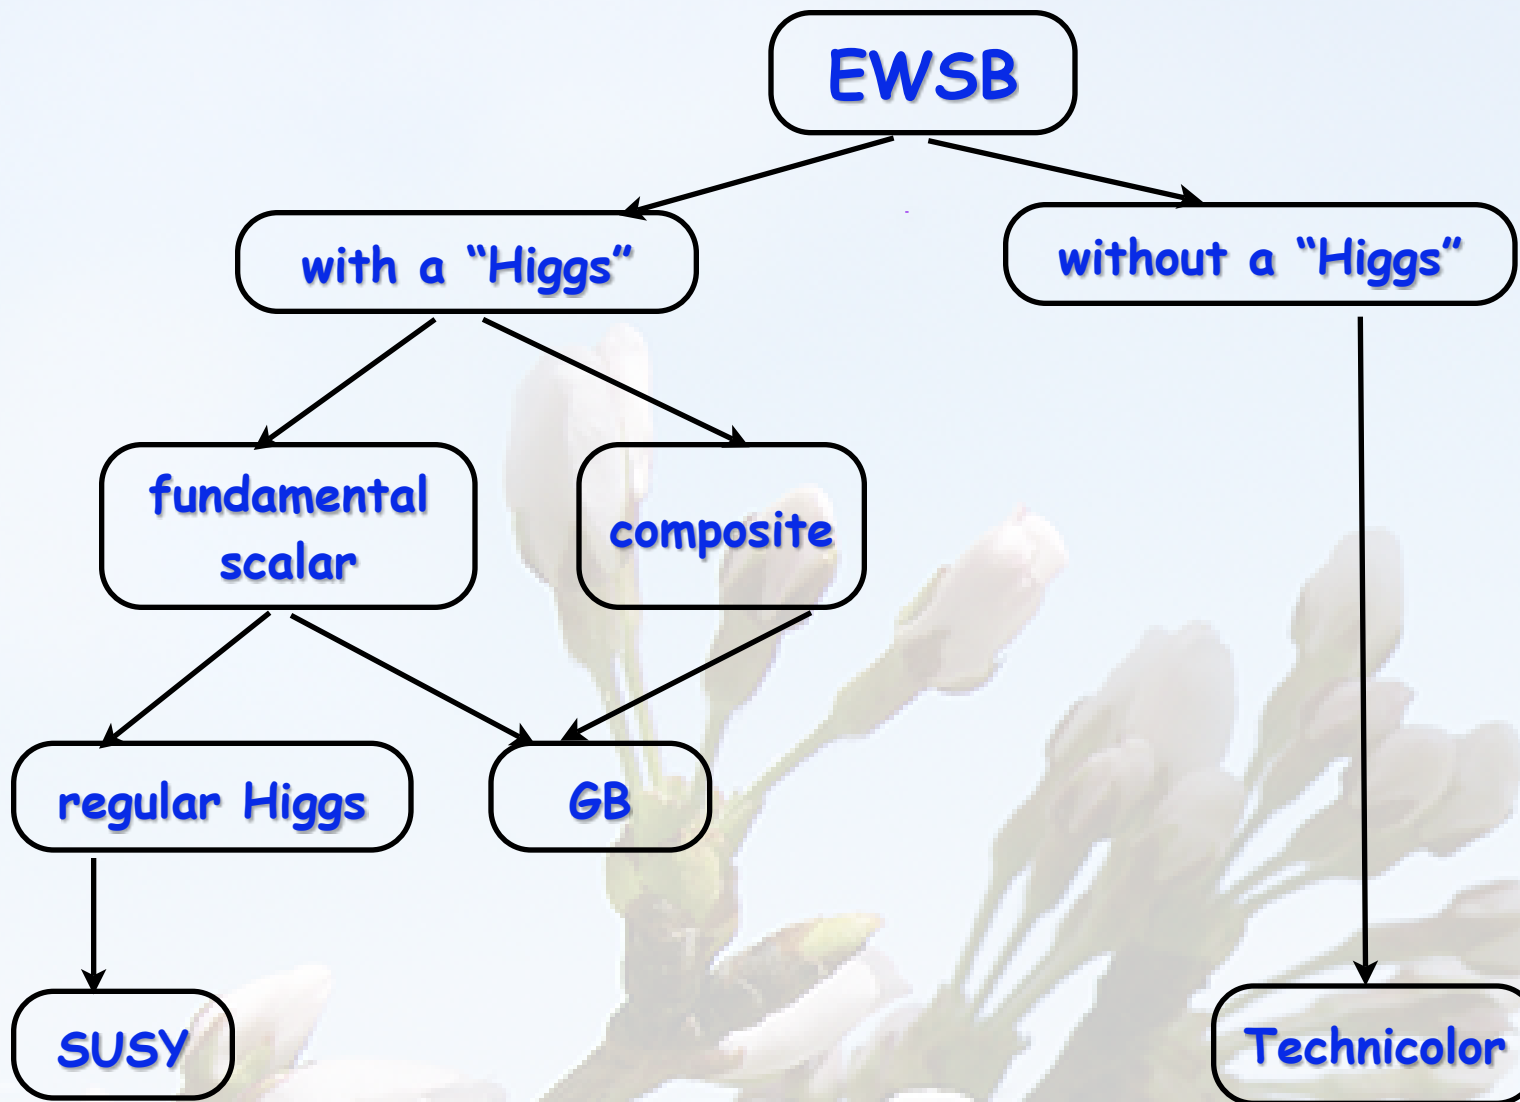 EWSB
with a “Higgs”
without a “Higgs”
fundamental
scalar
composite
regular Higgs
GB
SUSY
Technicolor